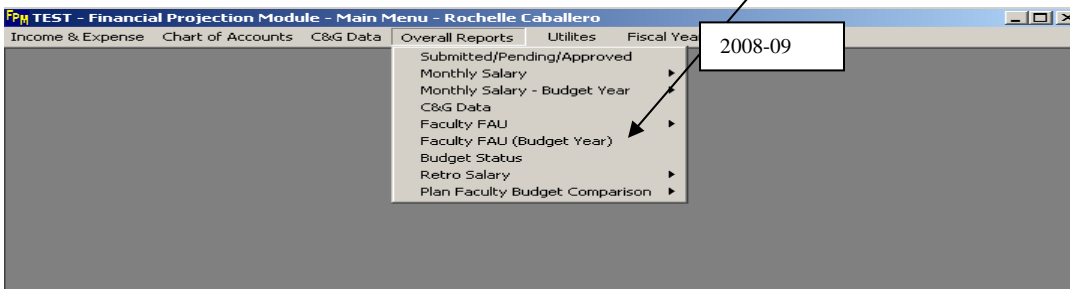 FPM TEST - Financial Projection Module - Main Menu - Rochelle Caballero
Income & Expense Chart of Accounts C&G Data Overall Reports Utilites Fiscal Yea
2008-09
Submitted/Pending/Approved
Monthly Salary
Monthly Salary - Budget Year
C&G Data
Faculty FAU
Faculty FAU (Budget Year)
Budget Status
Retro Salary
Plan Faculty Budget Comparison